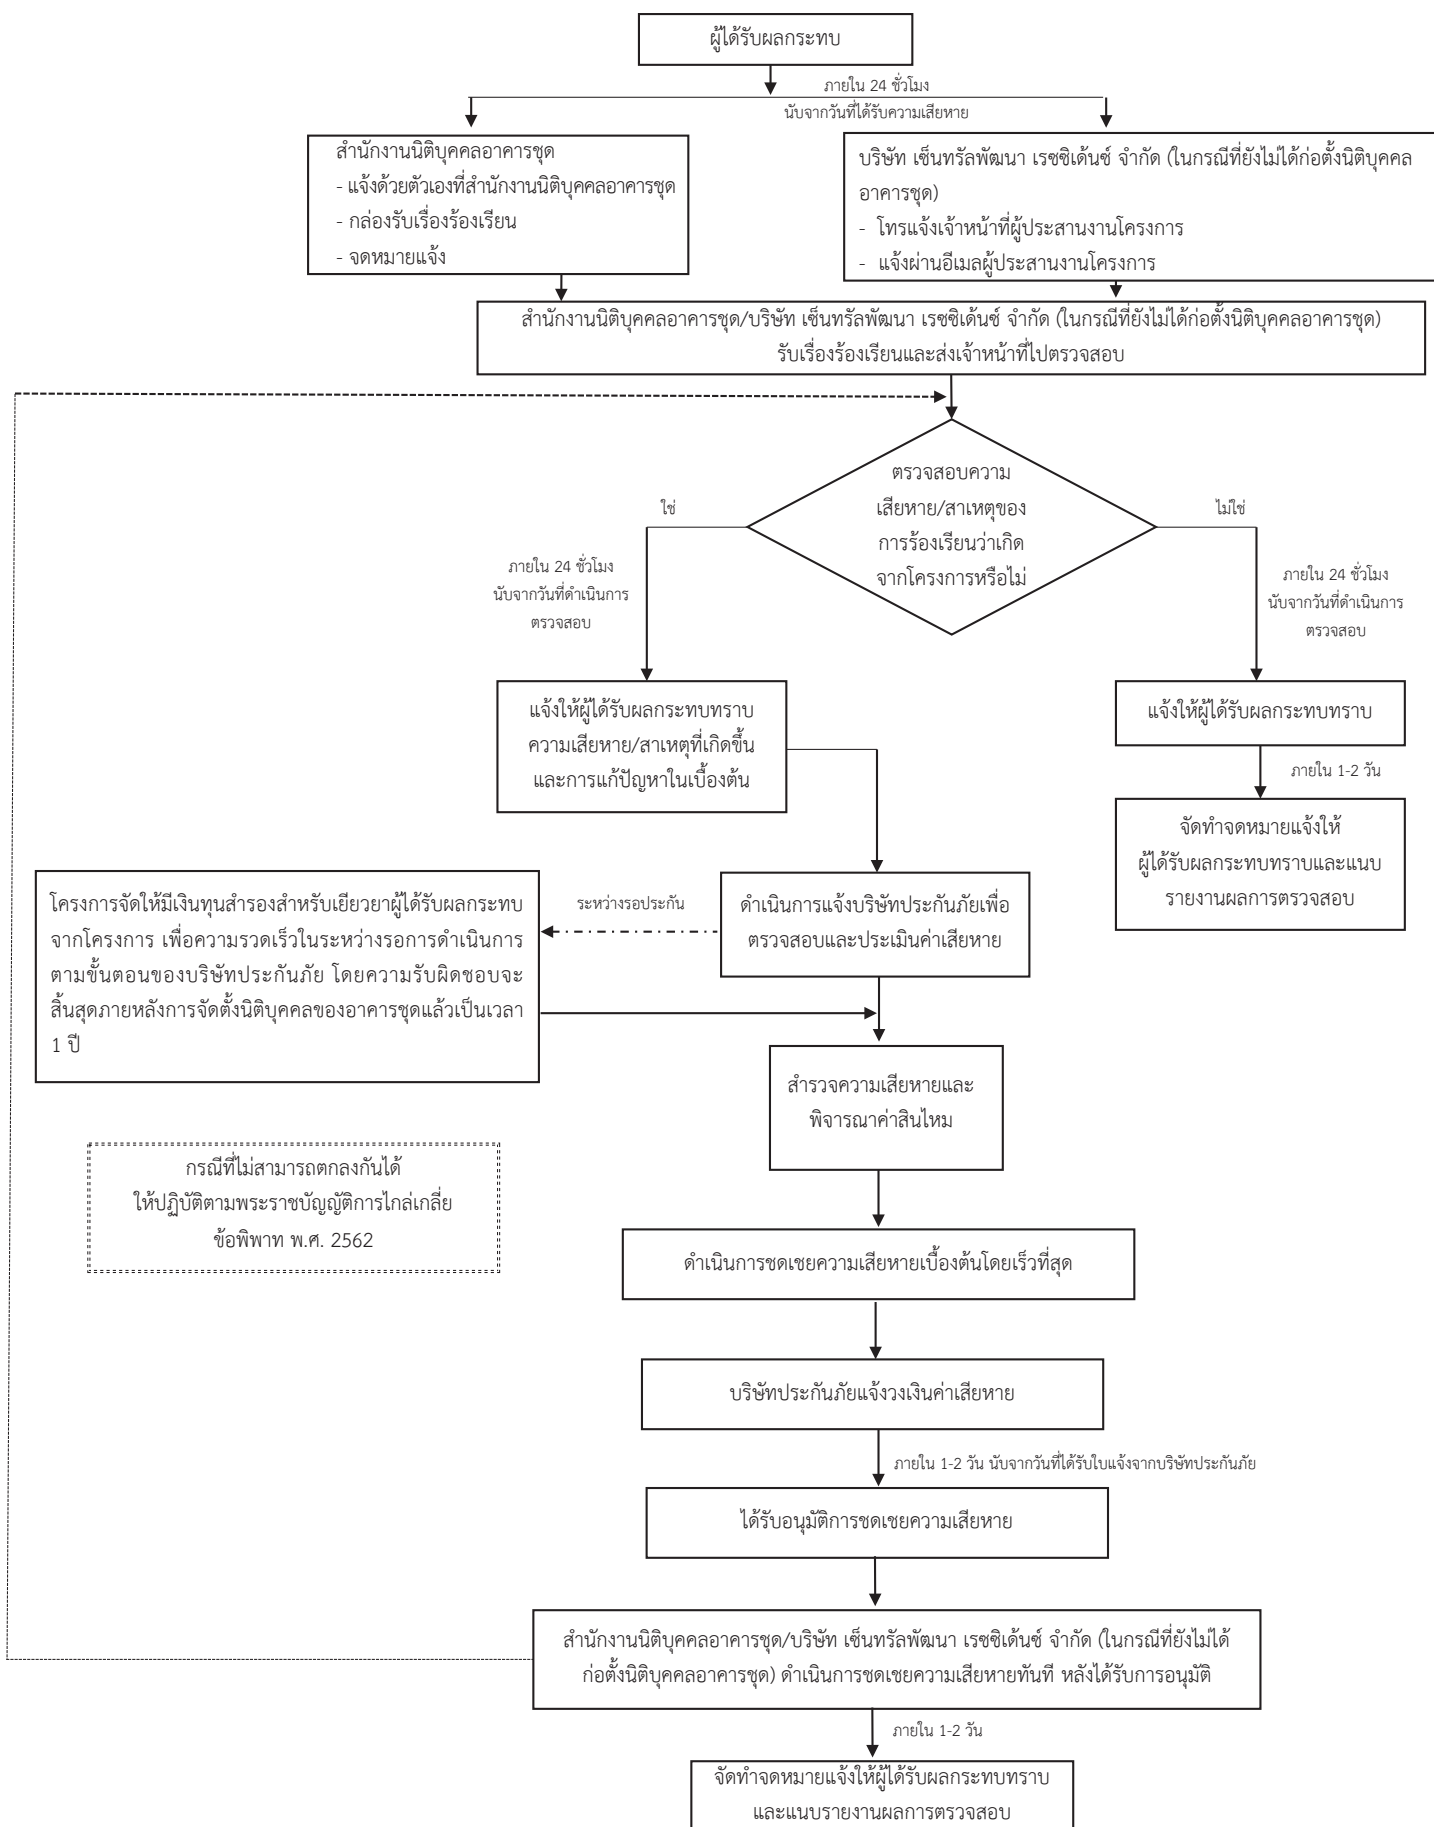 ผู้ได้รับผลกระทบ
ภายใน 24 ชั่วโมง
นับจากวันที่ได้รับความเสียหาย
สำนักงานนิติบุคคลอาคารชุด
- แจ้งด้วยตัวเองที่สำนักงานนิติบุคคลอาคารชุด
- กล่องรับเรื่องร้องเรียน
- จดหมายแจ้ง
บริษัท เซ็นทรัลพัฒนา เรซซิเด้นซ์ จำกัด (ในกรณีที่ยังไม่ได้ก่อตั้งนิติบุคคล
อาคารชุด)
- โทรแจ้งเจ้าหน้าที่ผู้ประสานงานโครงการ
- แจ้งผ่านอีเมลผู้ประสานงานโครงการ
สำนักงานนิติบุคคลอาคารชุด/บริษัท เซ็นทรัลพัฒนา เรซซิเด้นซ์ จำกัด (ในกรณีที่ยังไม่ได้ก่อตั้งนิติบุคคลอาคารชุด)
รับเรื่องร้องเรียนและส่งเจ้าหน้าที่ไปตรวจสอบ
ตรวจสอบความ
เสียหาย/สาเหตุของ
การร้องเรียนว่าเกิด
จากโครงการหรือไม่
ใช่
ภายใน 24 ชั่วโมง
นับจากวันที่ดำเนินการ
ตรวจสอบ
ไม่ใช่
ภายใน 24 ชั่วโมง
นับจากวันที่ดำเนินการ
ตรวจสอบ
แจ้งให้ผู้ได้รับผลกระทบทราบ
ความเสียหาย/สาเหตุที่เกิดขึ้น
และการแก้ปัญหาในเบื้องต้น
แจ้งให้ผู้ได้รับผลกระทบทราบ
ภายใน 1-2 วัน
จัดทำจดหมายแจ้งให้
ผู้ได้รับผลกระทบทราบและแนบ
รายงานผลการตรวจสอบ
โครงการจัดให้มีเงินทุนสำรองสำหรับเยียวยาผู้ได้รับผลกระทบ
จากโครงการ เพื่อความรวดเร็วในระหว่างรอการดำเนินการ
ตามขั้นตอนของบริษัทประกันภัย โดยความรับผิดชอบจะ
สิ้นสุดภายหลังการจัดตั้งนิติบุคคลของอาคารชุดแล้วเป็นเวลา
1 ปี
ระหว่างรอประกัน
ดำเนินการแจ้งบริษัทประกันภัยเพื่อ
ตรวจสอบและประเมินค่าเสียหาย
สำรวจความเสียหายและ
พิจารณาค่าสินไหม
กรณีที่ไม่สามารถตกลงกันได้
ให้ปฏิบัติตามพระราชบัญญัติการไกล่เกลี่ย
ข้อพิพาท พ.ศ. 2562
ดำเนินการชดเชยความเสียหายเบื้องต้นโดยเร็วที่สุด
บริษัทประกันภัยแจ้งวงเงินค่าเสียหาย
ภายใน 1-2 วัน นับจากวันที่ได้รับใบแจ้งจากบริษัทประกันภัย
ได้รับอนุมัติการชดเชยความเสียหาย
สำนักงานนิติบุคคลอาคารชุด/บริษัท เซ็นทรัลพัฒนา เรซซิเด้นซ์ จำกัด (ในกรณีที่ยังไม่ได้
ก่อตั้งนิติบุคคลอาคารชุด) ดำเนินการชดเชยความเสียหายทันที หลังได้รับการอนุมัติ
ภายใน 1-2 วัน
จัดทำจดหมายแจ้งให้ผู้ได้รับผลกระทบทราบ
และแนบรายงานผลการตรวจสอบ